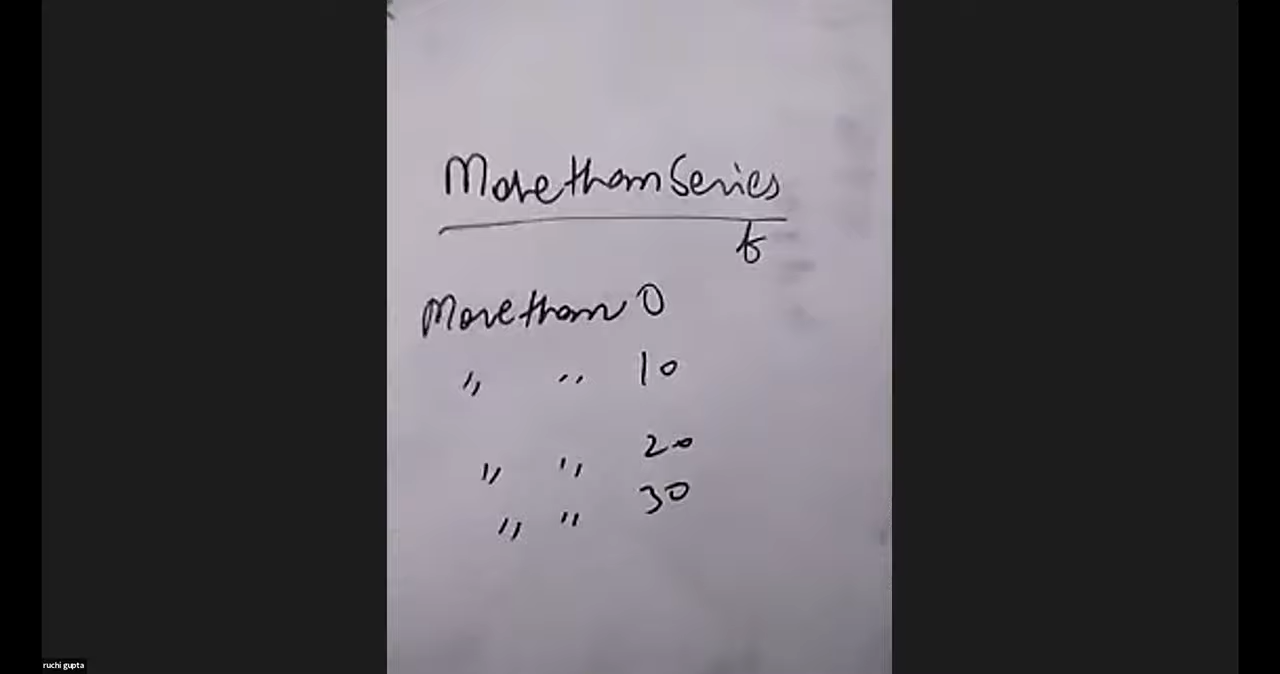 More than Series
f
More than 0
" " 10
" " 20
" " 30
ruchi gupta